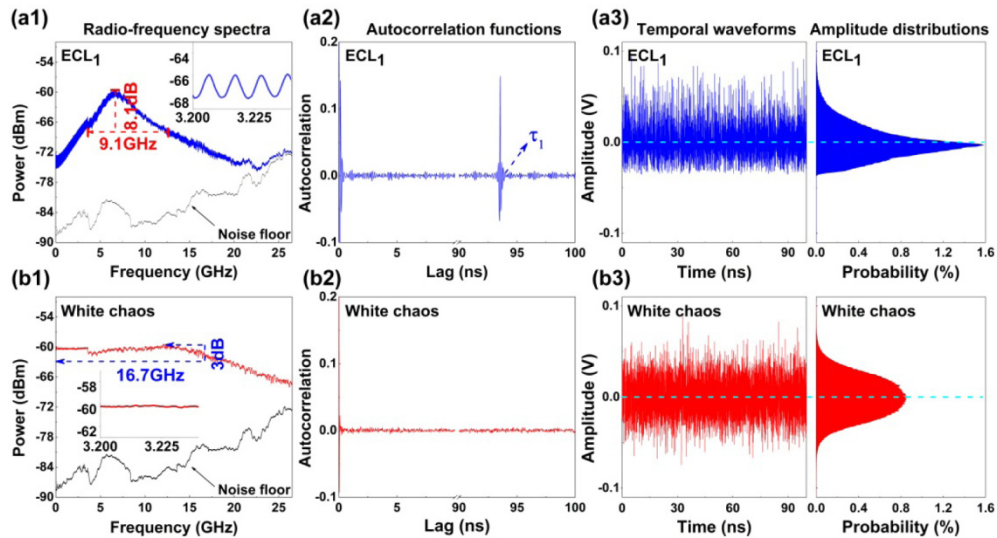 (a1) Radio-frequency spectra
ECL1
Power (dBm)
-54
-60
-66
-72
-78
-84
-90
8.1dB
9.1GHz
-64
-66
-68
3.200 3.225
Noise floor
0 5 10 15 20 25
Frequency (GHz)
(a2) Autocorrelation functions
ECL1
Autocorrelation
0.2
0.1
0.0
-0.1
τ1
0 5 90 95 100
Lag (ns)
(a3) Temporal waveforms
ECL1
Amplitude (V)
0.1
0.0
-0.1
0 30 60 90
Time (ns)
Amplitude distributions
ECL1
0.0 0.4 0.8 1.2 1.6
Probability (%)
(b1)
White chaos
Power (dBm)
-54
-60
-66
-72
-78
-84
-90
3dB
16.7GHz
-58
-60
-62
3.200 3.225
Noise floor
0 5 10 15 20 25
Frequency (GHz)
(b2)
White chaos
Autocorrelation
0.2
0.1
0.0
-0.1
0 5 90 95 100
Lag (ns)
(b3)
White chaos
Amplitude (V)
0.1
0.0
-0.1
0 30 60 90
Time (ns)
White chaos
0.0 0.4 0.8 1.2 1.6
Probability (%)